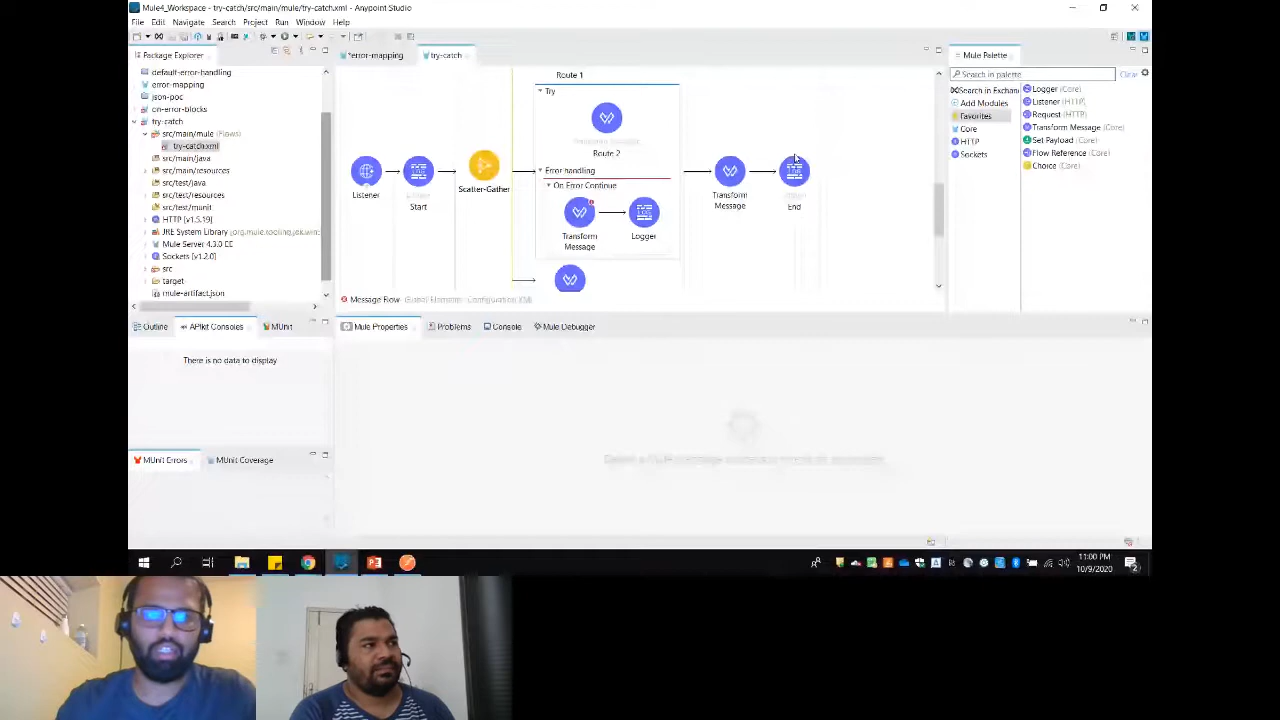 Mule4_Workspace - try-catch/src/main/mule/try-catch.xml - Anypoint Studio
File Edit Navigate Search Project Run Window Help
Package Explorer
default-error-handling
error-mapping
json-poc
on-error-blocks
try-catch
src/main/mule (Flows)
try-catch.xml
src/main/java
src/main/resources
src/test/java
src/test/resources
src/test/munit
HTTP [v1.5.19]
JRE System Library
Mule Server 4.3.0 EE
Sockets [v1.2.0]
src
target
mule-artifact.json
*error-mapping
try-catch
Route 1
Try
Route 2
Error handling
On Error Continue
Listener
Start
Scatter-Gather
Transform
Message
Logger
Transform
Message
End
Message Flow Global Elements Configuration XML
Mule Palette
Search in palette
Clear
Search in Exchan
Add Modules
Favorites
Core
HTTP
Sockets
Logger (Core)
Listener (HTTP)
Request (HTTP)
Transform Message (Core)
Set Payload (Core)
Flow Reference (Core)
Choice (Core)
Outline
APIkit Consoles
MUnit
There is no data to display
MUnit Errors
MUnit Coverage
Mule Properties
Problems
Console
Mule Debugger
11:00 PM
10/9/2020